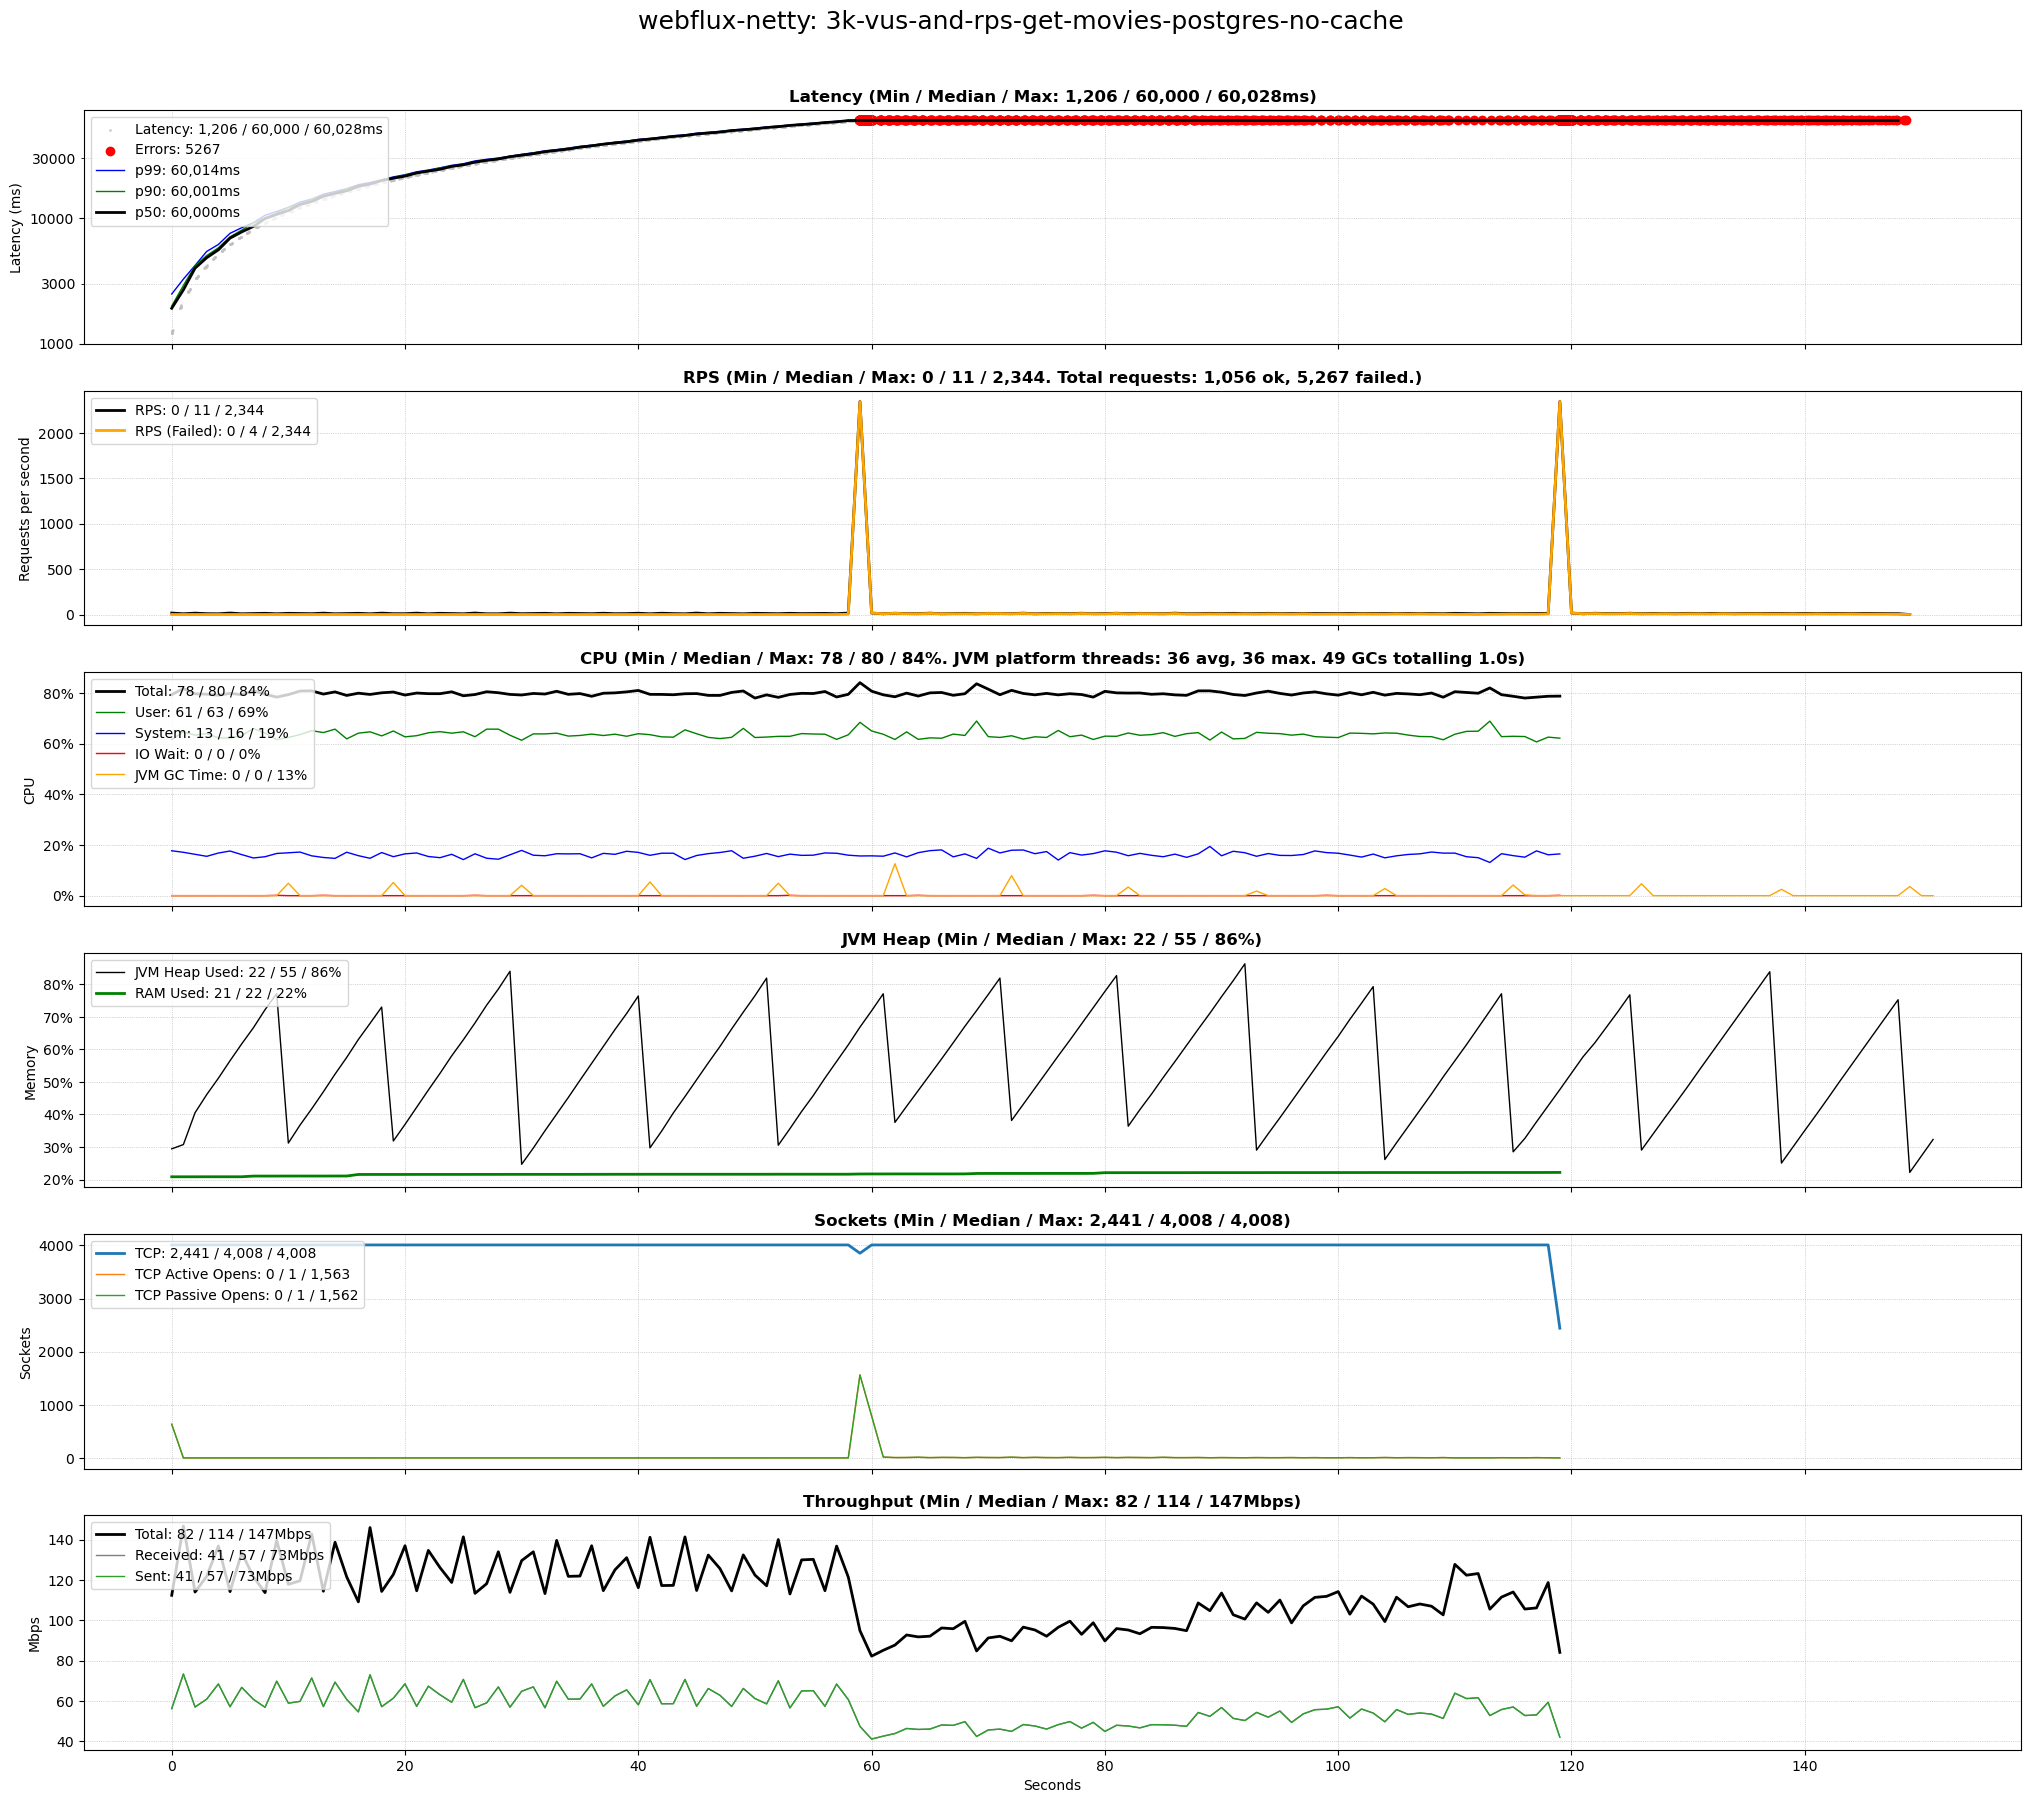 webflux-netty: 3k-vus-and-rps-get-movies-postgres-no-cache
Latency (Min / Median / Max: 1,206 / 60,000 / 60,028ms)
Latency: 1,206 / 60,000 / 60,028ms
Errors: 5267
p99: 60,014ms
p90: 60,001ms
p50: 60,000ms
Latency (ms)
30000
10000
3000
1000
RPS (Min / Median / Max: 0 / 11 / 2,344. Total requests: 1,056 ok, 5,267 failed.)
RPS: 0 / 11 / 2,344
RPS (Failed): 0 / 4 / 2,344
Requests per second
2000
1500
1000
500
0
CPU (Min / Median / Max: 78 / 80 / 84%. JVM platform threads: 36 avg, 36 max. 49 GCs totalling 1.0s)
Total: 78 / 80 / 84%
User: 61 / 63 / 69%
System: 13 / 16 / 19%
IO Wait: 0 / 0 / 0%
JVM GC Time: 0 / 0 / 13%
CPU
80%
60%
40%
20%
0%
JVM Heap (Min / Median / Max: 22 / 55 / 86%)
JVM Heap Used: 22 / 55 / 86%
RAM Used: 21 / 22 / 22%
Memory
80%
70%
60%
50%
40%
30%
20%
Sockets (Min / Median / Max: 2,441 / 4,008 / 4,008)
TCP: 2,441 / 4,008 / 4,008
TCP Active Opens: 0 / 1 / 1,563
TCP Passive Opens: 0 / 1 / 1,562
Sockets
4000
3000
2000
1000
0
Throughput (Min / Median / Max: 82 / 114 / 147Mbps)
Total: 82 / 114 / 147Mbps
Received: 41 / 57 / 73Mbps
Sent: 41 / 57 / 73Mbps
Mbps
140
120
100
80
60
40
0 20 40 60 80 100 120 140
Seconds